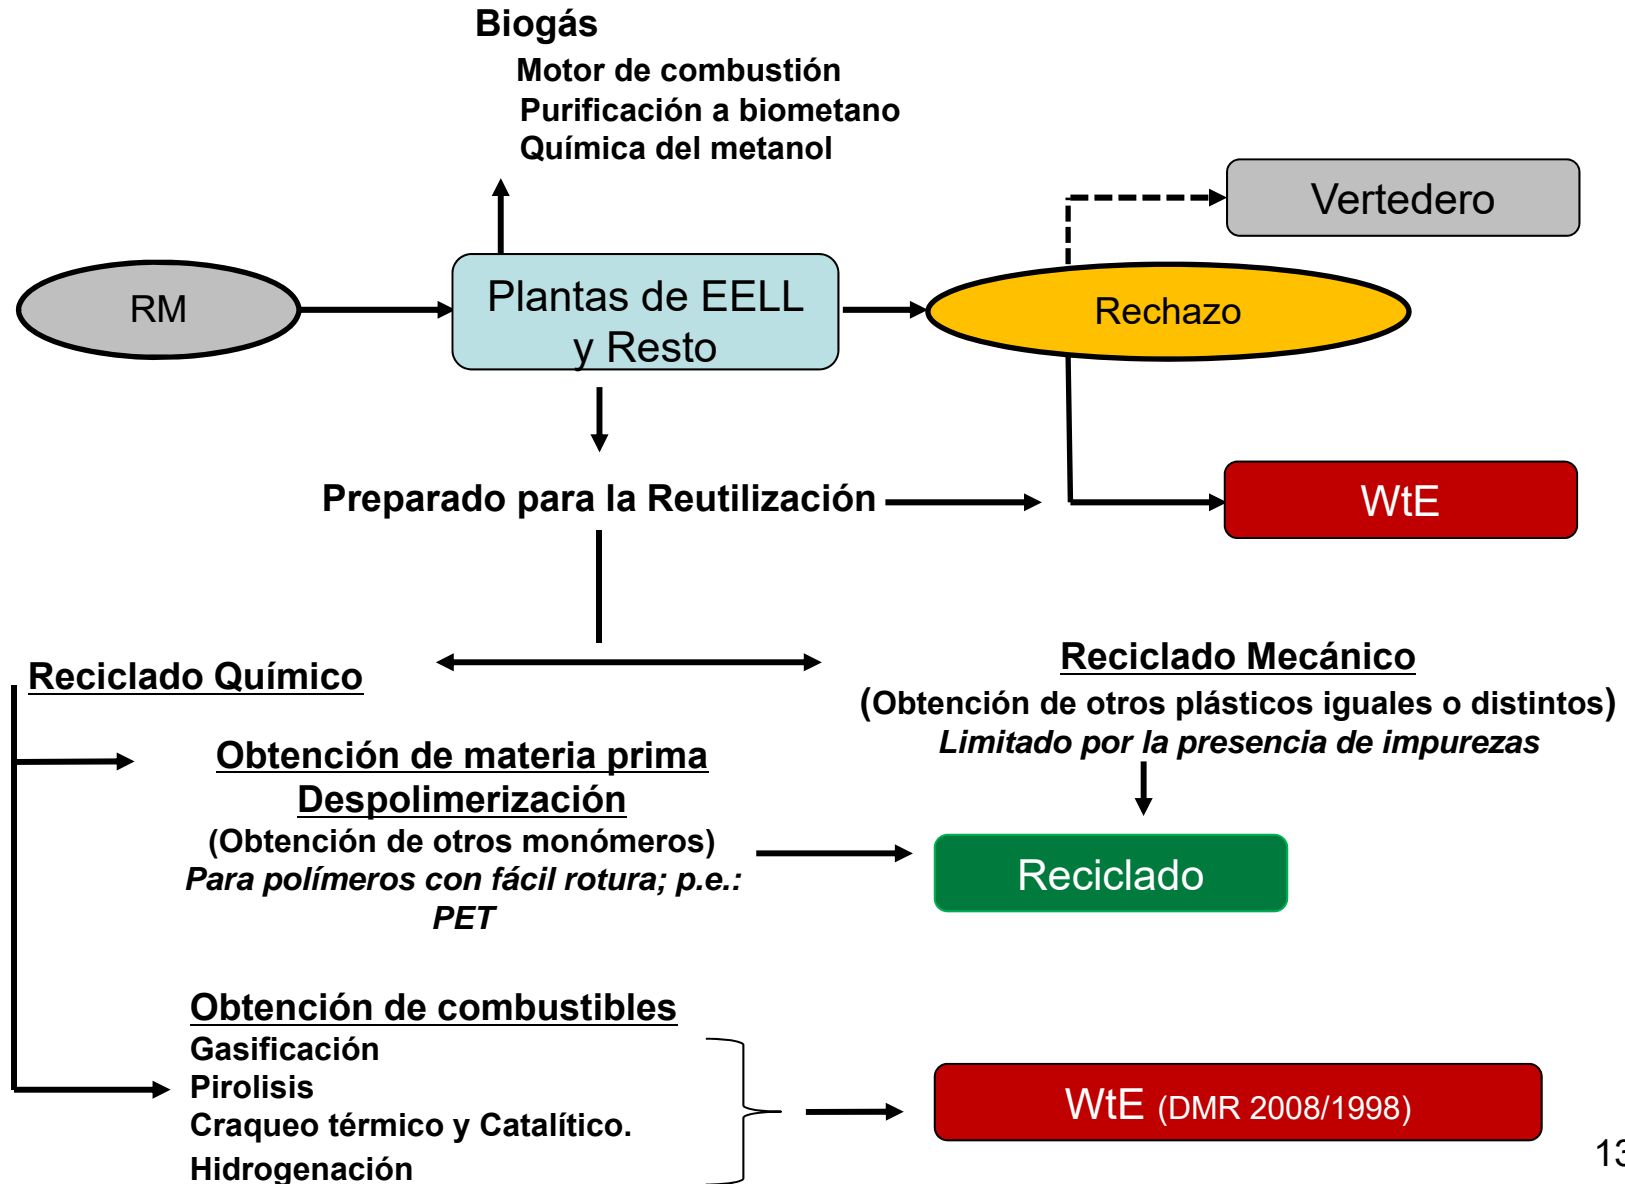 Biogás
Motor de combustión
Purificación a biometano
Química del metanol
Vertedero
RM
Plantas de EELL
y Resto
Rechazo
Preparado para la Reutilización
WtE
Reciclado Químico
Reciclado Mecánico
(Obtención de otros plásticos iguales o distintos)
Limitado por la presencia de impurezas
Obtención de materia prima
Despolimerización
(Obtención de otros monómeros)
Para polímeros con fácil rotura; p.e.:
PET
Reciclado
Obtención de combustibles
Gasificación
Pirolisis
Craqueo térmico y Catalítico.
Hidrogenación
WtE (DMR 2008/1998)
13